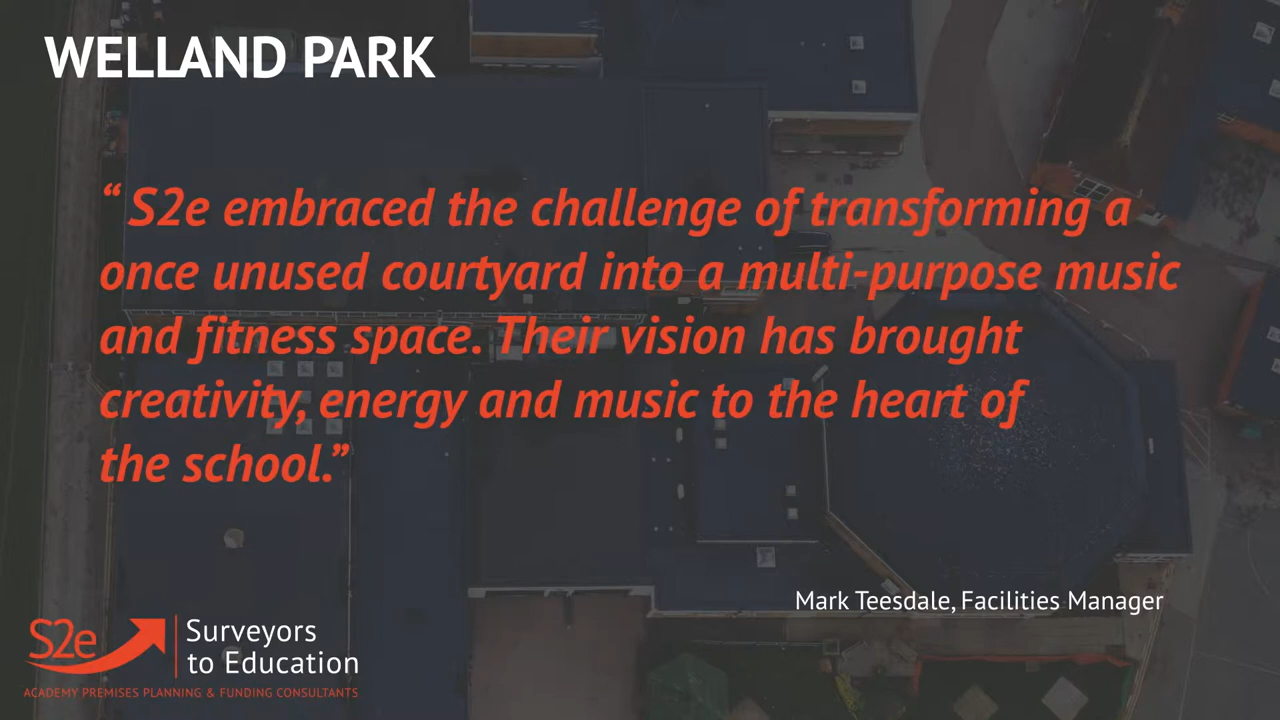 WELLAND PARK
“ S2e embraced the challenge of transforming a
once unused courtyard into a multi-purpose music
and fitness space. Their vision has brought
creativity, energy and music to the heart of
the school.”
Mark Teesdale, Facilities Manager
S2e
Surveyors
to Education
ACADEMY PREMISES PLANNING & FUNDING CONSULTANTS